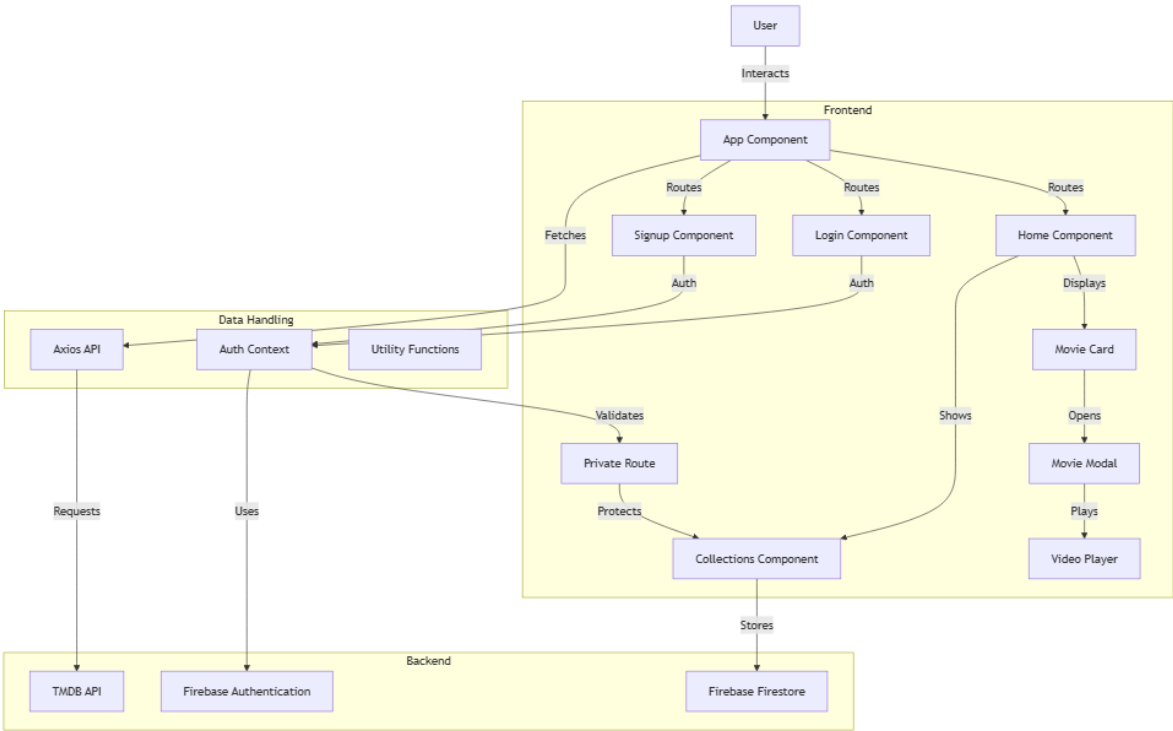 User
Interacts
Frontend
App Component
Routes
Routes
Routes
Fetches
Signup Component
Login Component
Home Component
Auth
Auth
Displays
Data Handling
Axios API
Auth Context
Utility Functions
Movie Card
Validates
Shows
Opens
Private Route
Movie Modal
Requests
Uses
Protects
Plays
Collections Component
Video Player
Stores
Backend
TMDB API
Firebase Authentication
Firebase Firestore